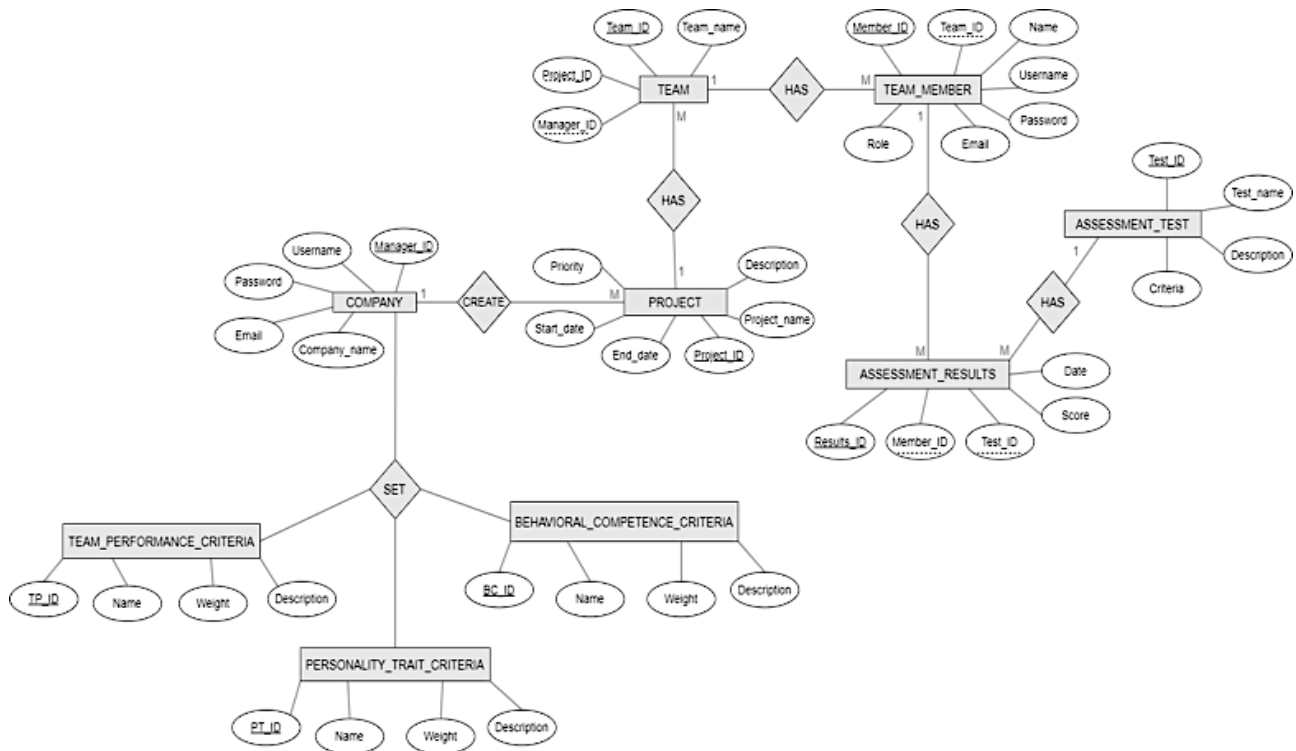 Team_ID
Team_name
Member_ID
Team_ID
Name
Project_ID
Username
TEAM
1
HAS
M
TEAM_MEMBER
Manager_ID
M
Role
1
Email
Password
Test_ID
Test_name
HAS
HAS
ASSESSMENT_TEST
Username
Manager_ID
Priority
1
Description
1
Description
Password
Criteria
COMPANY
1
CREATE
M
PROJECT
HAS
Email
Company_name
Start_date
End_date
Project_ID
Project_name
M
M
ASSESSMENT_RESULTS
Date
Score
Results_ID
Member_ID
Test_ID
SET
TEAM_PERFORMANCE_CRITERIA
BEHAVIORAL_COMPETENCE_CRITERIA
TP_ID
Name
Weight
Description
BC_ID
Name
Weight
Description
PERSONALITY_TRAIT_CRITERIA
PT_ID
Name
Weight
Description